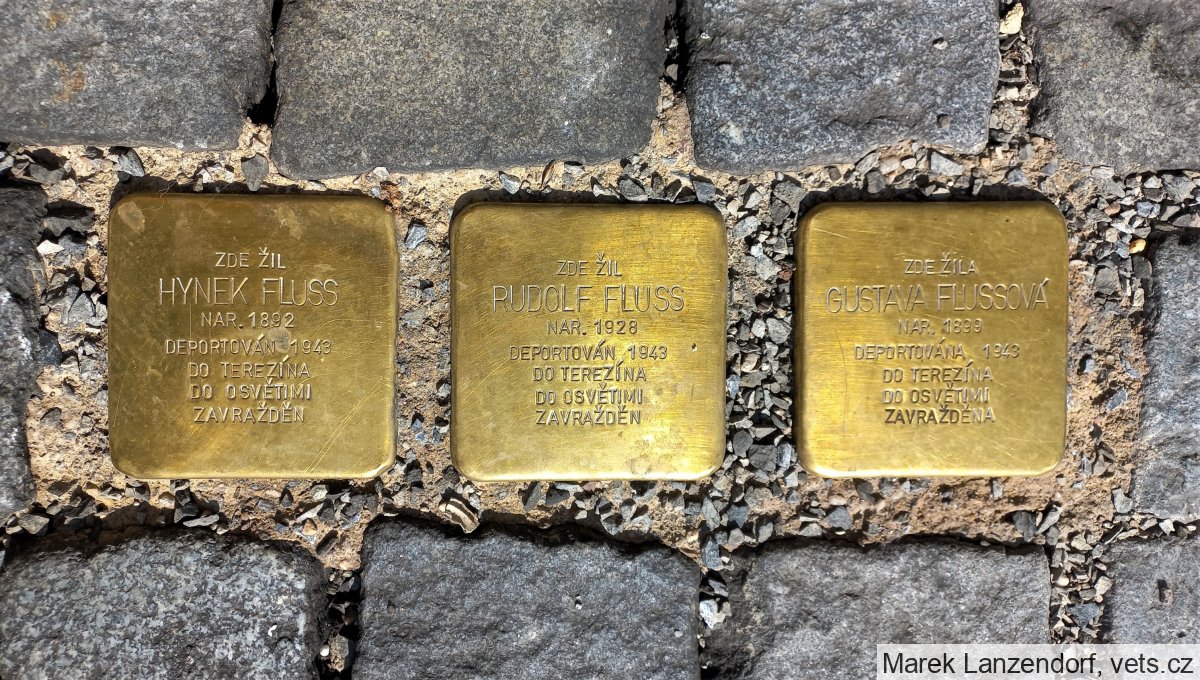 ZDE ŽIL
HYNEK FLUSS
NAR. 1892
DEPORTOVÁN 1943
DO TEREZÍNA
DO OSVĚTIMI
ZAVRAŽDĚN
ZDE ŽIL
RUDOLF FLUSS
NAR. 1928
DEPORTOVÁN 1943
DO TEREZÍNA
DO OSVĚTIMI
ZAVRAŽDĚN
ZDE ŽILA
GUSTAVA FLUSSOVÁ
NAR. 1899
DEPORTOVÁNA 1943
DO TEREZÍNA
DO OSVĚTIMI
ZAVRAŽDĚNA
Marek Lanzendorf, vets.cz